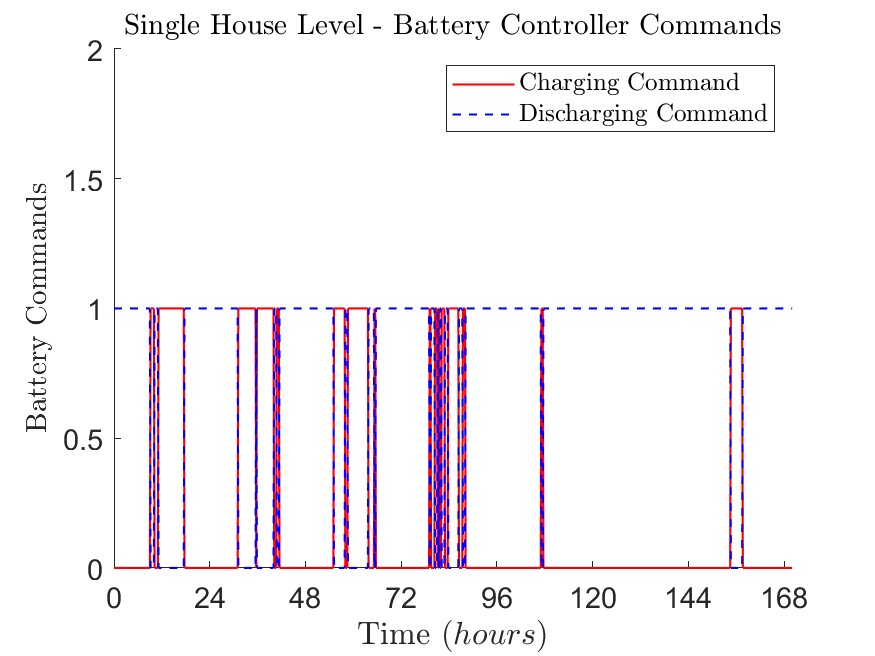 Single House Level - Battery Controller Commands
Charging Command
Discharging Command
Battery Commands
2
1.5
1
0.5
0
0 24 48 72 96 120 144 168
Time (hours)